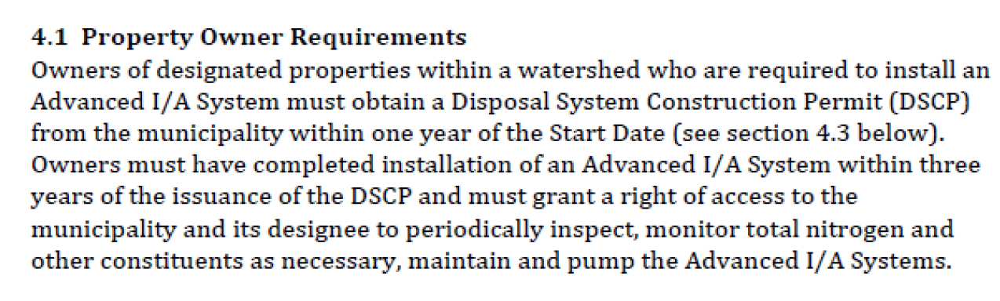 4.1 Property Owner Requirements
Owners of designated properties within a watershed who are required to install an
Advanced I/A System must obtain a Disposal System Construction Permit (DSCP)
from the municipality within one year of the Start Date (see section 4.3 below).
Owners must have completed installation of an Advanced I/A System within three
years of the issuance of the DSCP and must grant a right of access to the
municipality and its designee to periodically inspect, monitor total nitrogen and
other constituents as necessary, maintain and pump the Advanced I/A Systems.